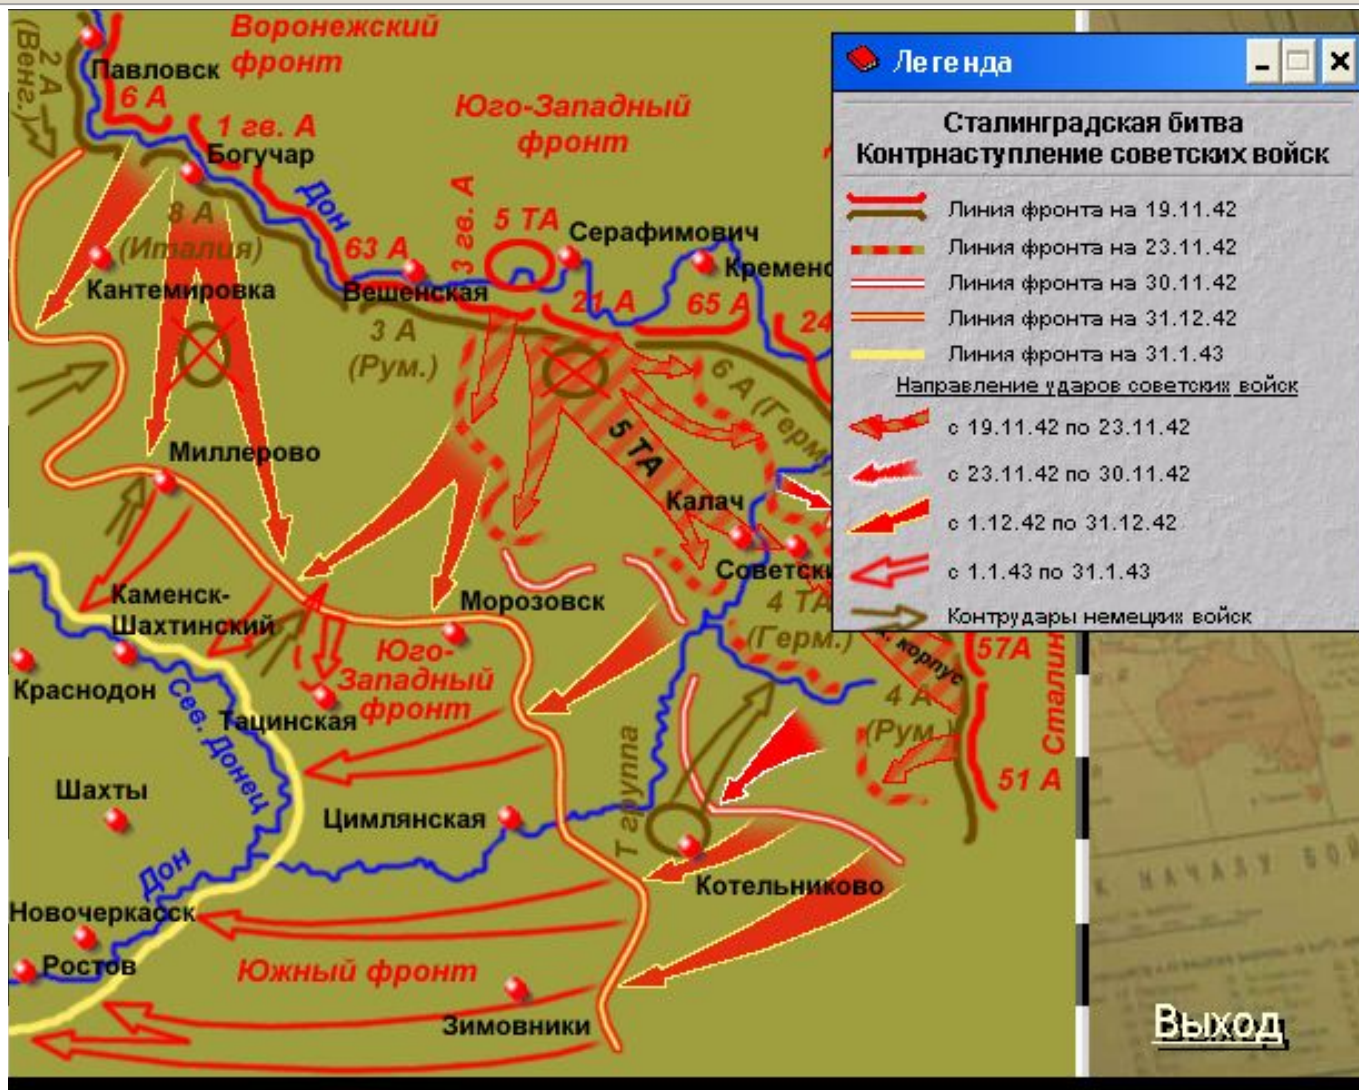 Воронежский
фронт
2 А
(Венг.)
Павловск
6 А
1 гв. А
Богучар
Юго-Западный
фронт
Дон
8 А
(Италия)
63 А
3 гв. А
5 ТА
Серафимович
Кременс
Кантемировка
Вешенская
21 А
65 А
24
3 А
(Рум.)
6 А (Герм.
5 ТА
Миллерово
Калач
Советски
4 ТА
(Герм.)
Каменск-
Шахтинский
Морозовск
Юго-
Западный
фронт
Краснодон
Сев. Донец
Тацинская
корпус
57А
4 А
(Рум.)
Сталин
51 А
Т группа
Шахты
Цимлянская
Котельниково
Дон
Новочеркасск
Ростов
Южный фронт
Зимовники
Легенда
Сталинградская битва
Контрнаступление советских войск
Линия фронта на 19.11.42
Линия фронта на 23.11.42
Линия фронта на 30.11.42
Линия фронта на 31.12.42
Линия фронта на 31.1.43
Направление ударов советских войск
с 19.11.42 по 23.11.42
с 23.11.42 по 30.11.42
с 1.12.42 по 31.12.42
с 1.1.43 по 31.1.43
Контрудары немецких войск
К НАЧАЛУ БОЙ
Выход